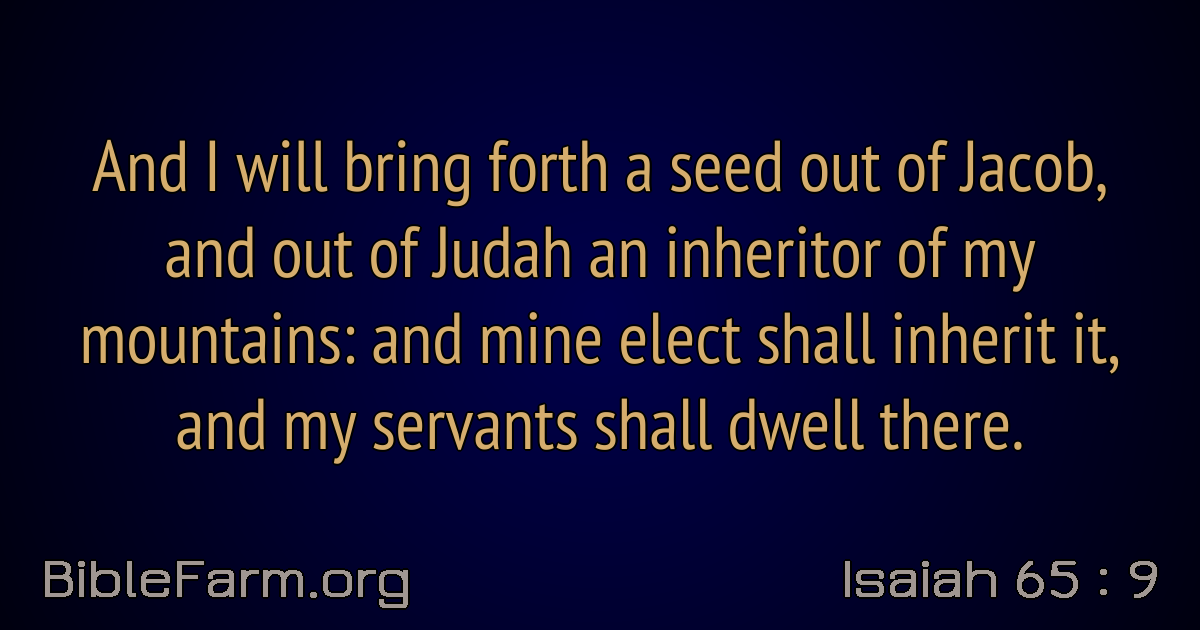 And I will bring forth a seed out of Jacob,
and out of Judah an inheritor of my
mountains: and mine elect shall inherit it,
and my servants shall dwell there.
BibleFarm.org
Isaiah 65 : 9